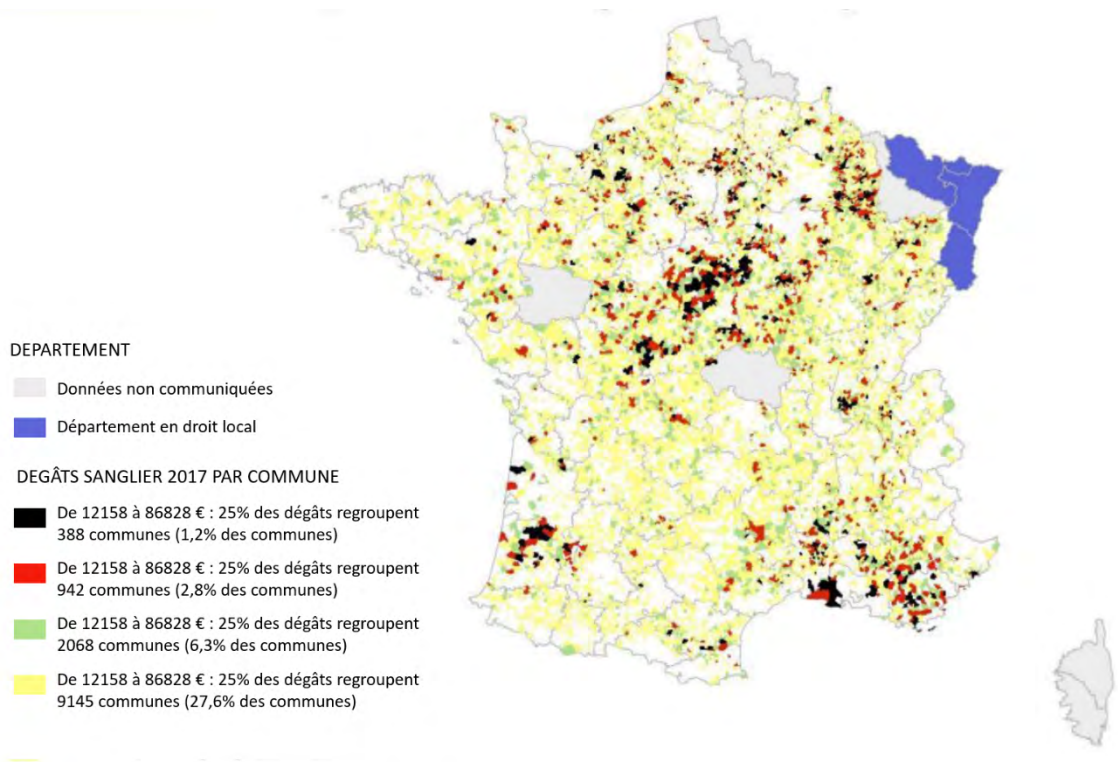 DEPARTEMENT
Données non communiquées
Département en droit local
DEGÂTS SANGLIER 2017 PAR COMMUNE
De 12158 à 86828 € : 25% des dégâts regroupent
388 communes (1,2% des communes)
De 12158 à 86828 € : 25% des dégâts regroupent
942 communes (2,8% des communes)
De 12158 à 86828 € : 25% des dégâts regroupent
2068 communes (6,3% des communes)
De 12158 à 86828 € : 25% des dégâts regroupent
9145 communes (27,6% des communes)